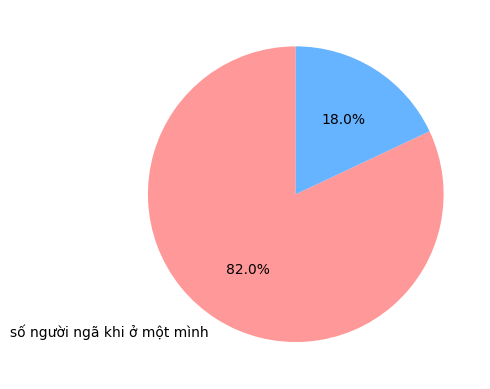 18.0%
82.0%
số người ngã khi ở một mình